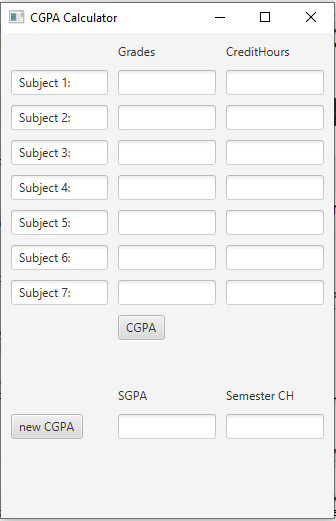 CGPA Calculator
Grades CreditHours
Subject 1:
Subject 2:
Subject 3:
Subject 4:
Subject 5:
Subject 6:
Subject 7:
CGPA
SGPA Semester CH
new CGPA